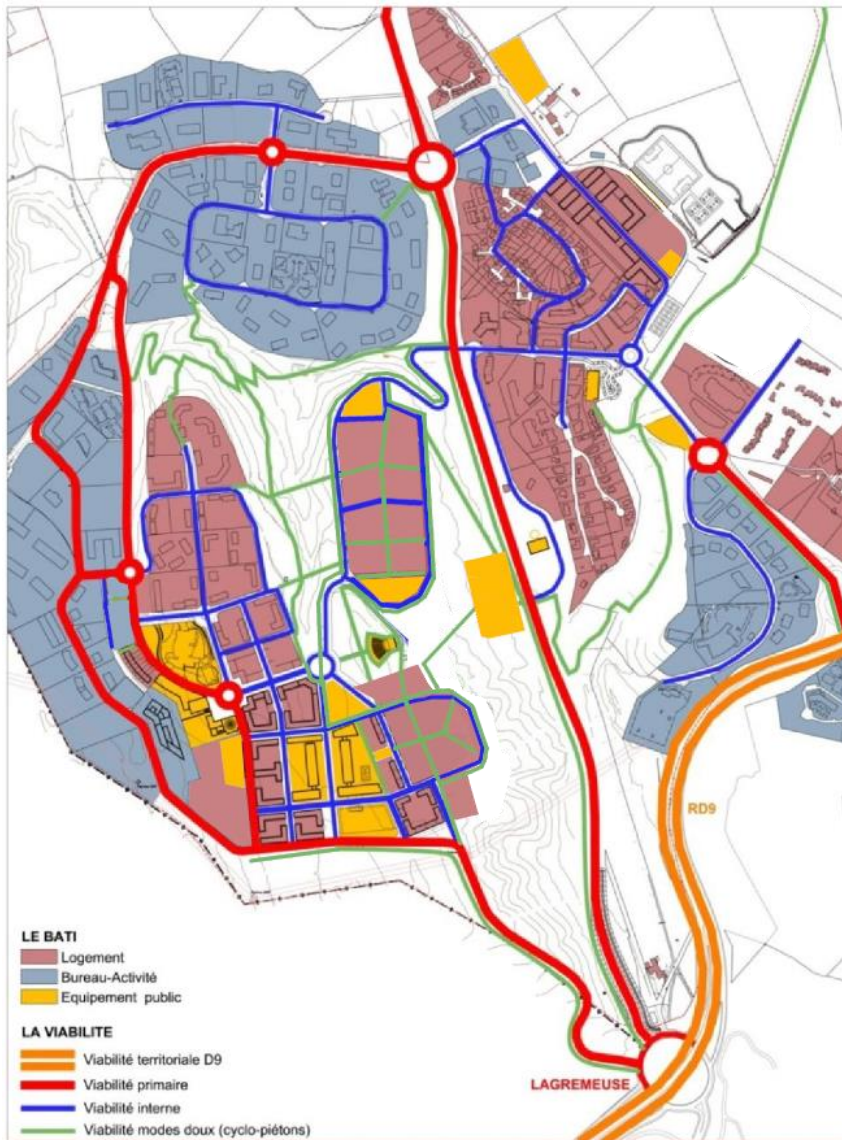 RD9
LE BATI
Logement
Bureau-Activité
Equipement public
LA VIABILITE
Viabilité territoriale D9
Viabilité primaire
Viabilité interne
Viabilité modes doux (cyclo-piétons)
LAGREMEUSE